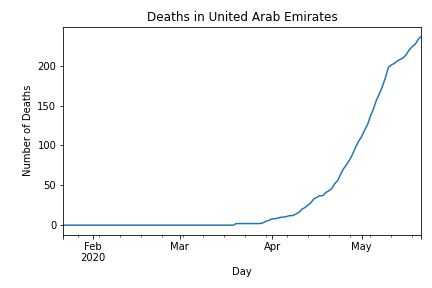 Deaths in United Arab Emirates
Number of Deaths
200
150
100
50
0
Feb
2020
Mar
Apr
May
Day